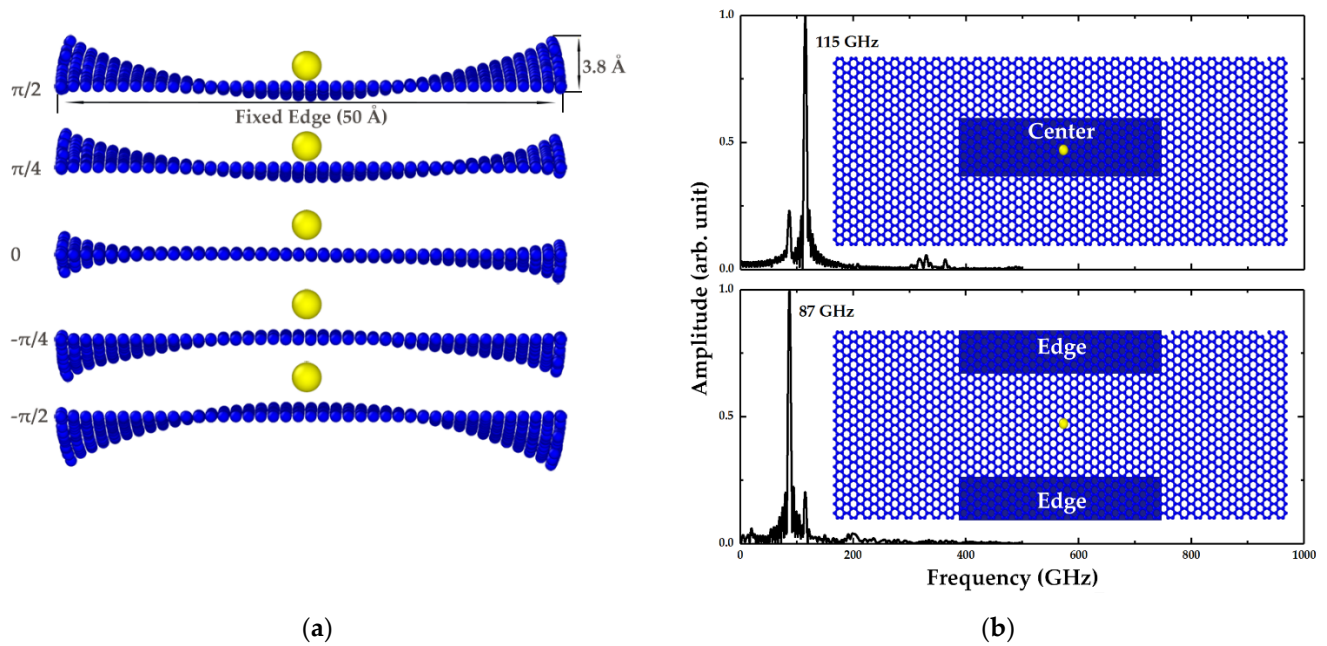 π/2
3.8 Å
Fixed Edge (50 Å)
π/4
0
-π/4
-π/2
(a)
Amplitude (arb. unit)
1.0
0.5
0.0
115 GHz
Center
1.0
0.5
0.0
87 GHz
Edge
Edge
0 200 400 600 800 1000
Frequency (GHz)
(b)